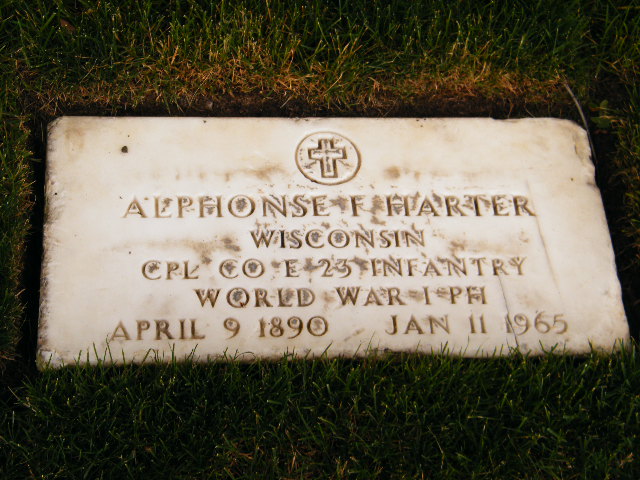 ALPHONSE F HARTER
WISCONSIN
CPL CO E 23 INFANTRY
WORLD WAR I PH
APRIL 9 1890 JAN 11 1965